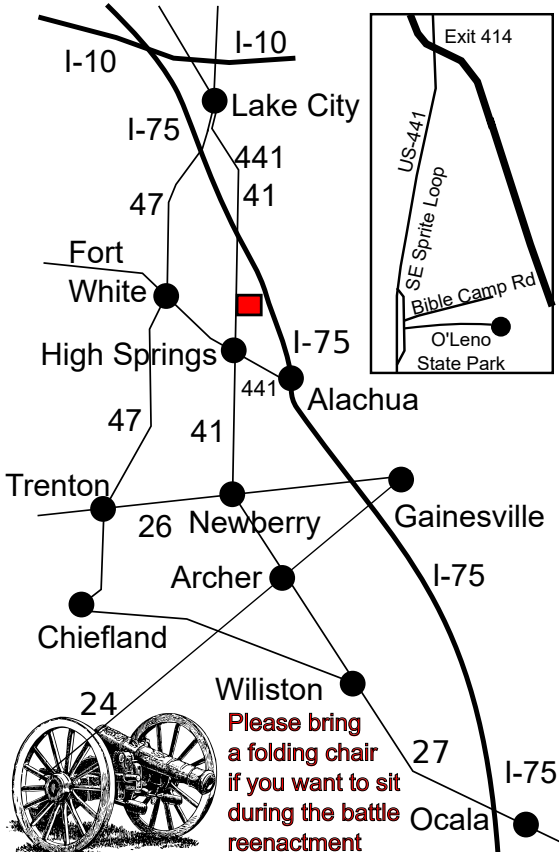 I-10
I-10
Exit 414
Lake City
I-75
441
US-441
47
41
SE Sprite Loop
Fort
White
Bible Camp Rd
O'Leno
State Park
High Springs
I-75
441
Alachua
47
41
Trenton
26
Newberry
Gainesville
Archer
I-75
Chiefland
Wiliston
24
Please bring
a folding chair
if you want to sit
during the battle
reenactment
27
I-75
Ocala